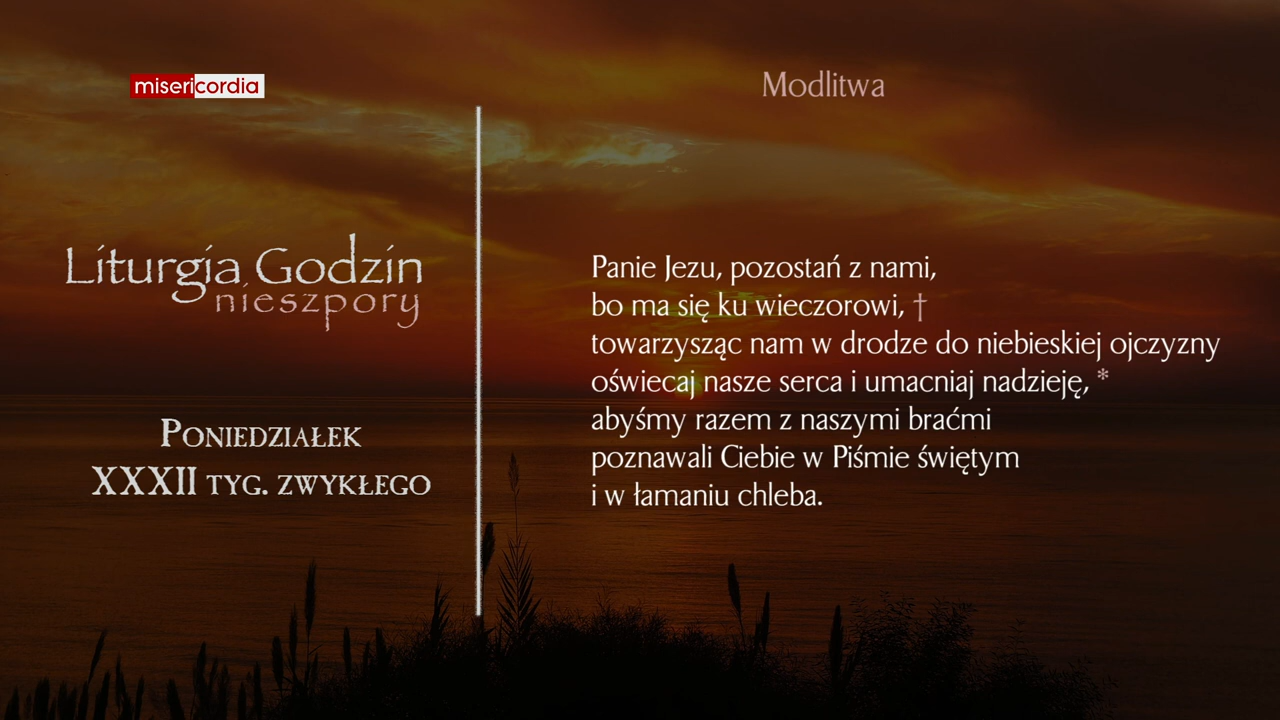 misericordia
Liturgia Godzin
nieszpory
Poniedziałek
XXXII tyg. zwykłego
Modlitwa
Panie Jezu, pozostań z nami,
bo ma się ku wieczorowi, †
towarzysząc nam w drodze do niebieskiej ojczyzny
oświecaj nasze serca i umacniaj nadzieję, *
abyśmy razem z naszymi braćmi
poznawali Ciebie w Piśmie świętym
i w łamaniu chleba.